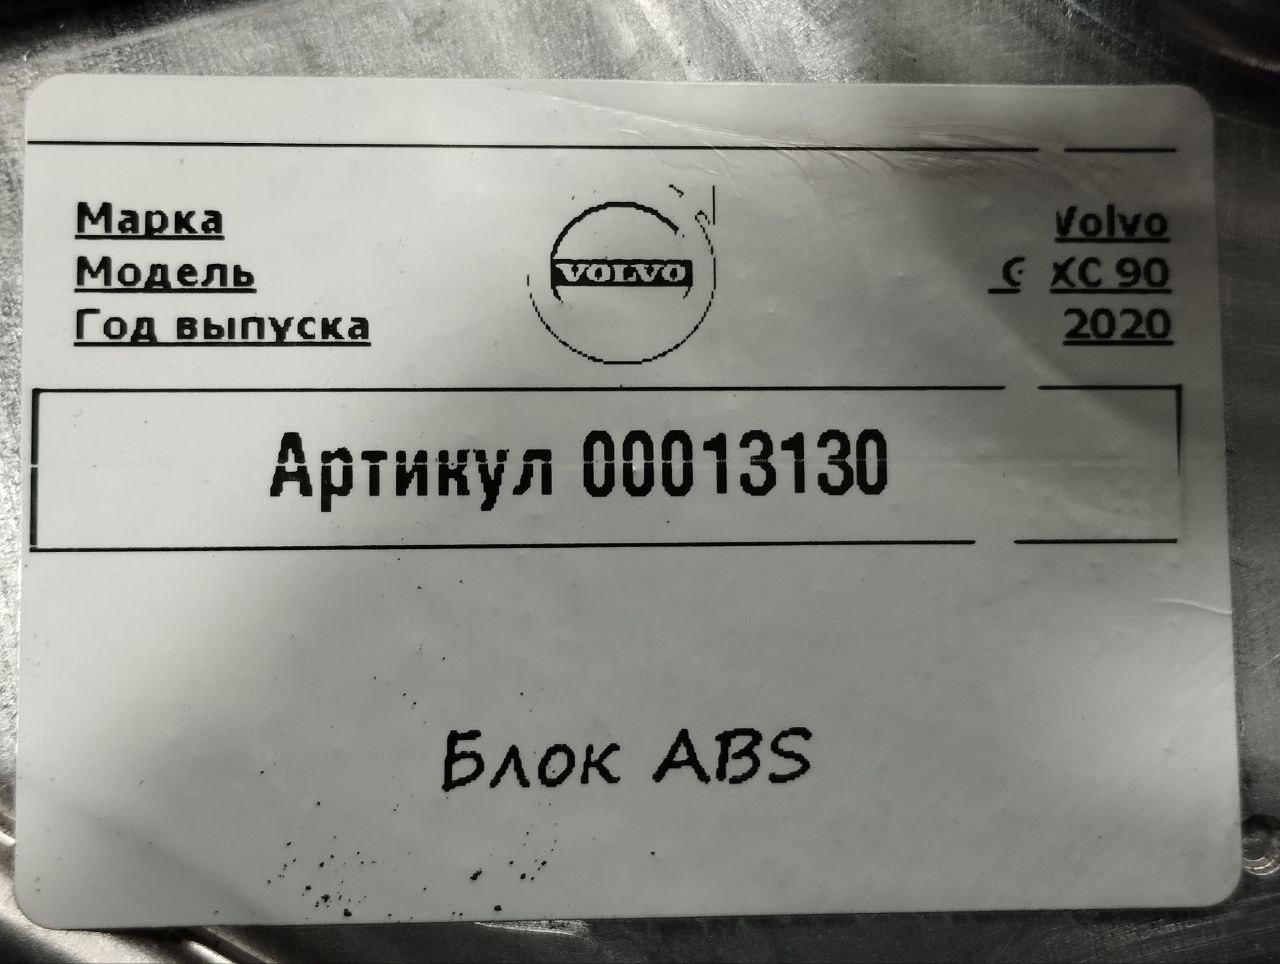 Марка
VOLVO
Volvo
Модель
C XC 90
Год выпуска
2020
Артикул 00013130
Блок ABS